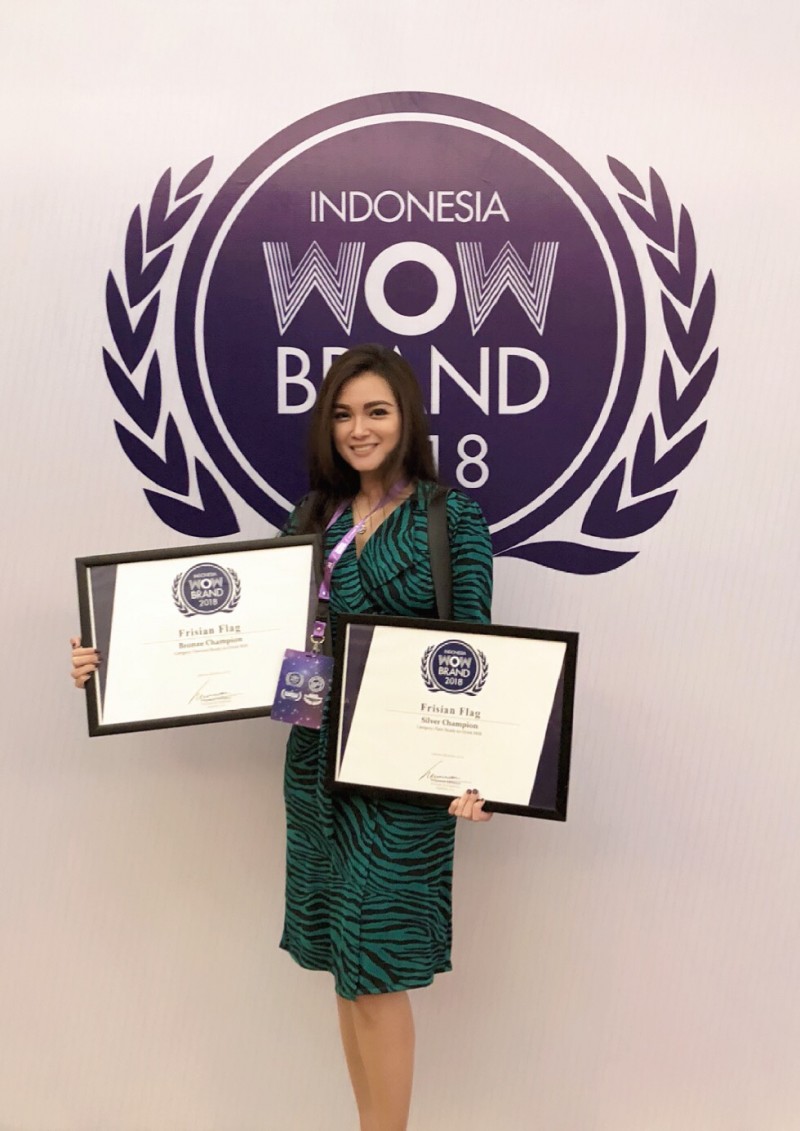 INDONESIA
WOW
BRAND
18
INDONESIA
WOW
BRAND
2018
Frisian Flag
Bronze Champion
INDONESIA
WOW
BRAND
2018
Frisian Flag
Silver Champion